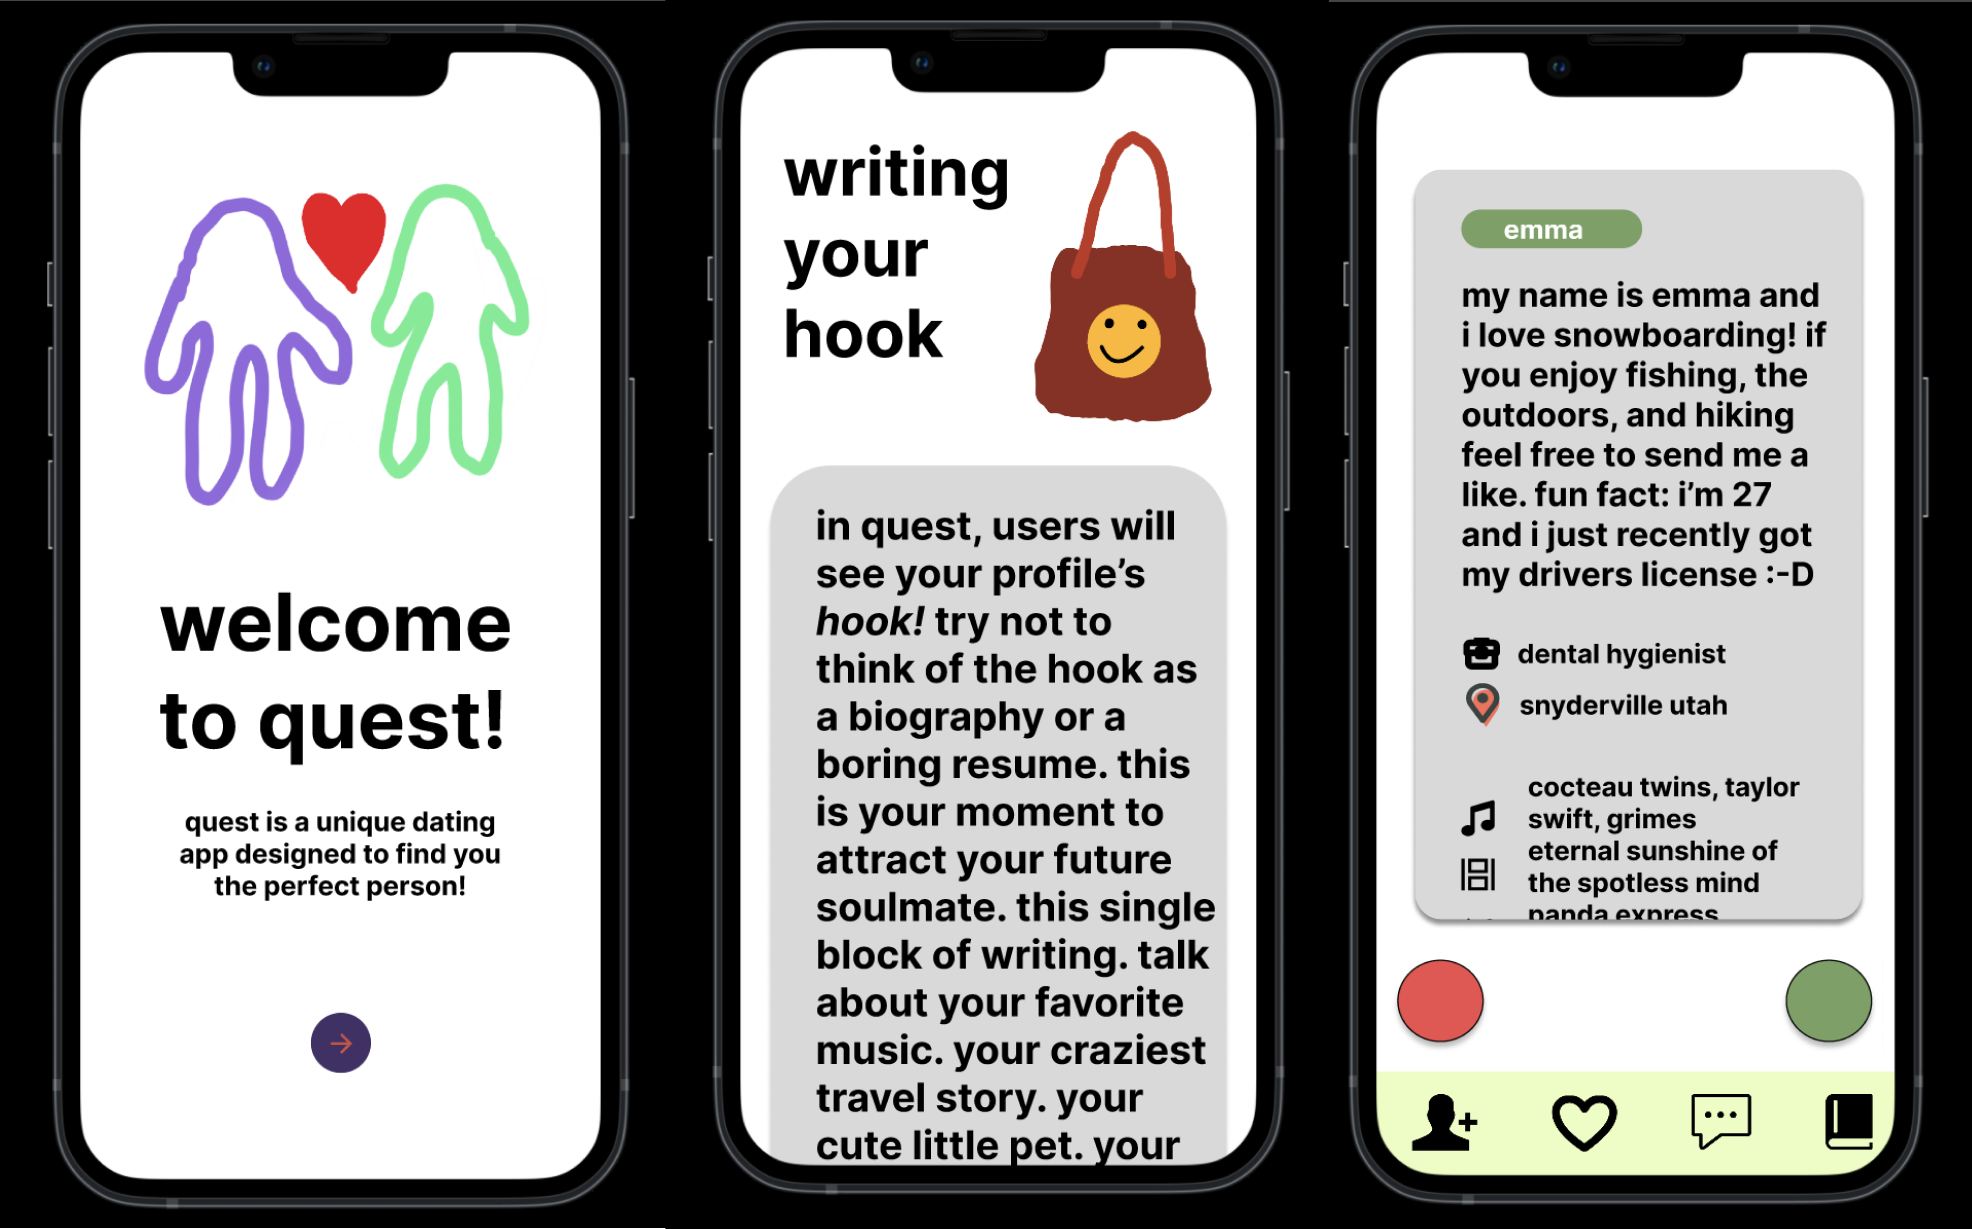 welcome
to quest!
quest is a unique dating
app designed to find you
the perfect person!
writing
your
hook
in quest, users will
see your profile’s
hook! try not to
think of the hook as
a biography or a
boring resume. this
is your moment to
attract your future
soulmate. this single
block of writing. talk
about your favorite
music. your craziest
travel story. your
cute little pet. your
emma
my name is emma and
i love snowboarding! if
you enjoy fishing, the
outdoors, and hiking
feel free to send me a
like. fun fact: i’m 27
and i just recently got
my drivers license :-D
dental hygienist
snyderville utah
cocteau twins, taylor
swift, grimes
eternal sunshine of
the spotless mind
panda express